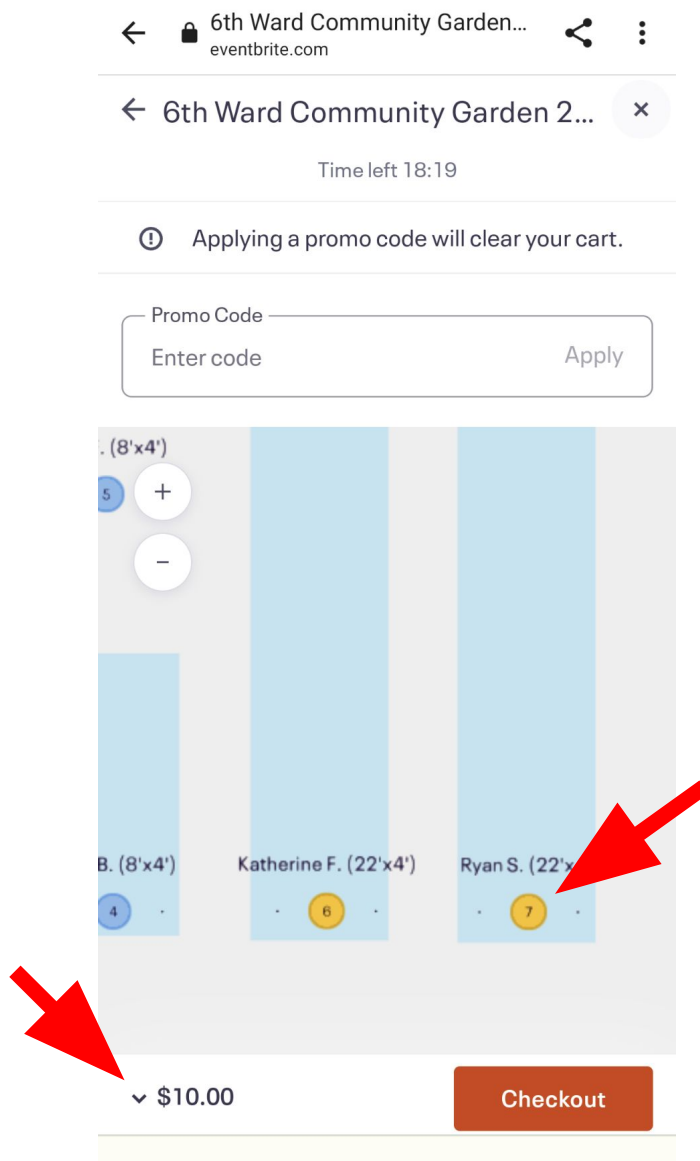 6th Ward Community Garden...
eventbrite.com
6th Ward Community Garden 2...
Time left 18:19
Applying a promo code will clear your cart.
Promo Code
Enter code Apply
. (8'x4')
5
+
−
B. (8'x4') Katherine F. (22'x4') Ryan S. (22'x
4 6 7
$10.00 Checkout